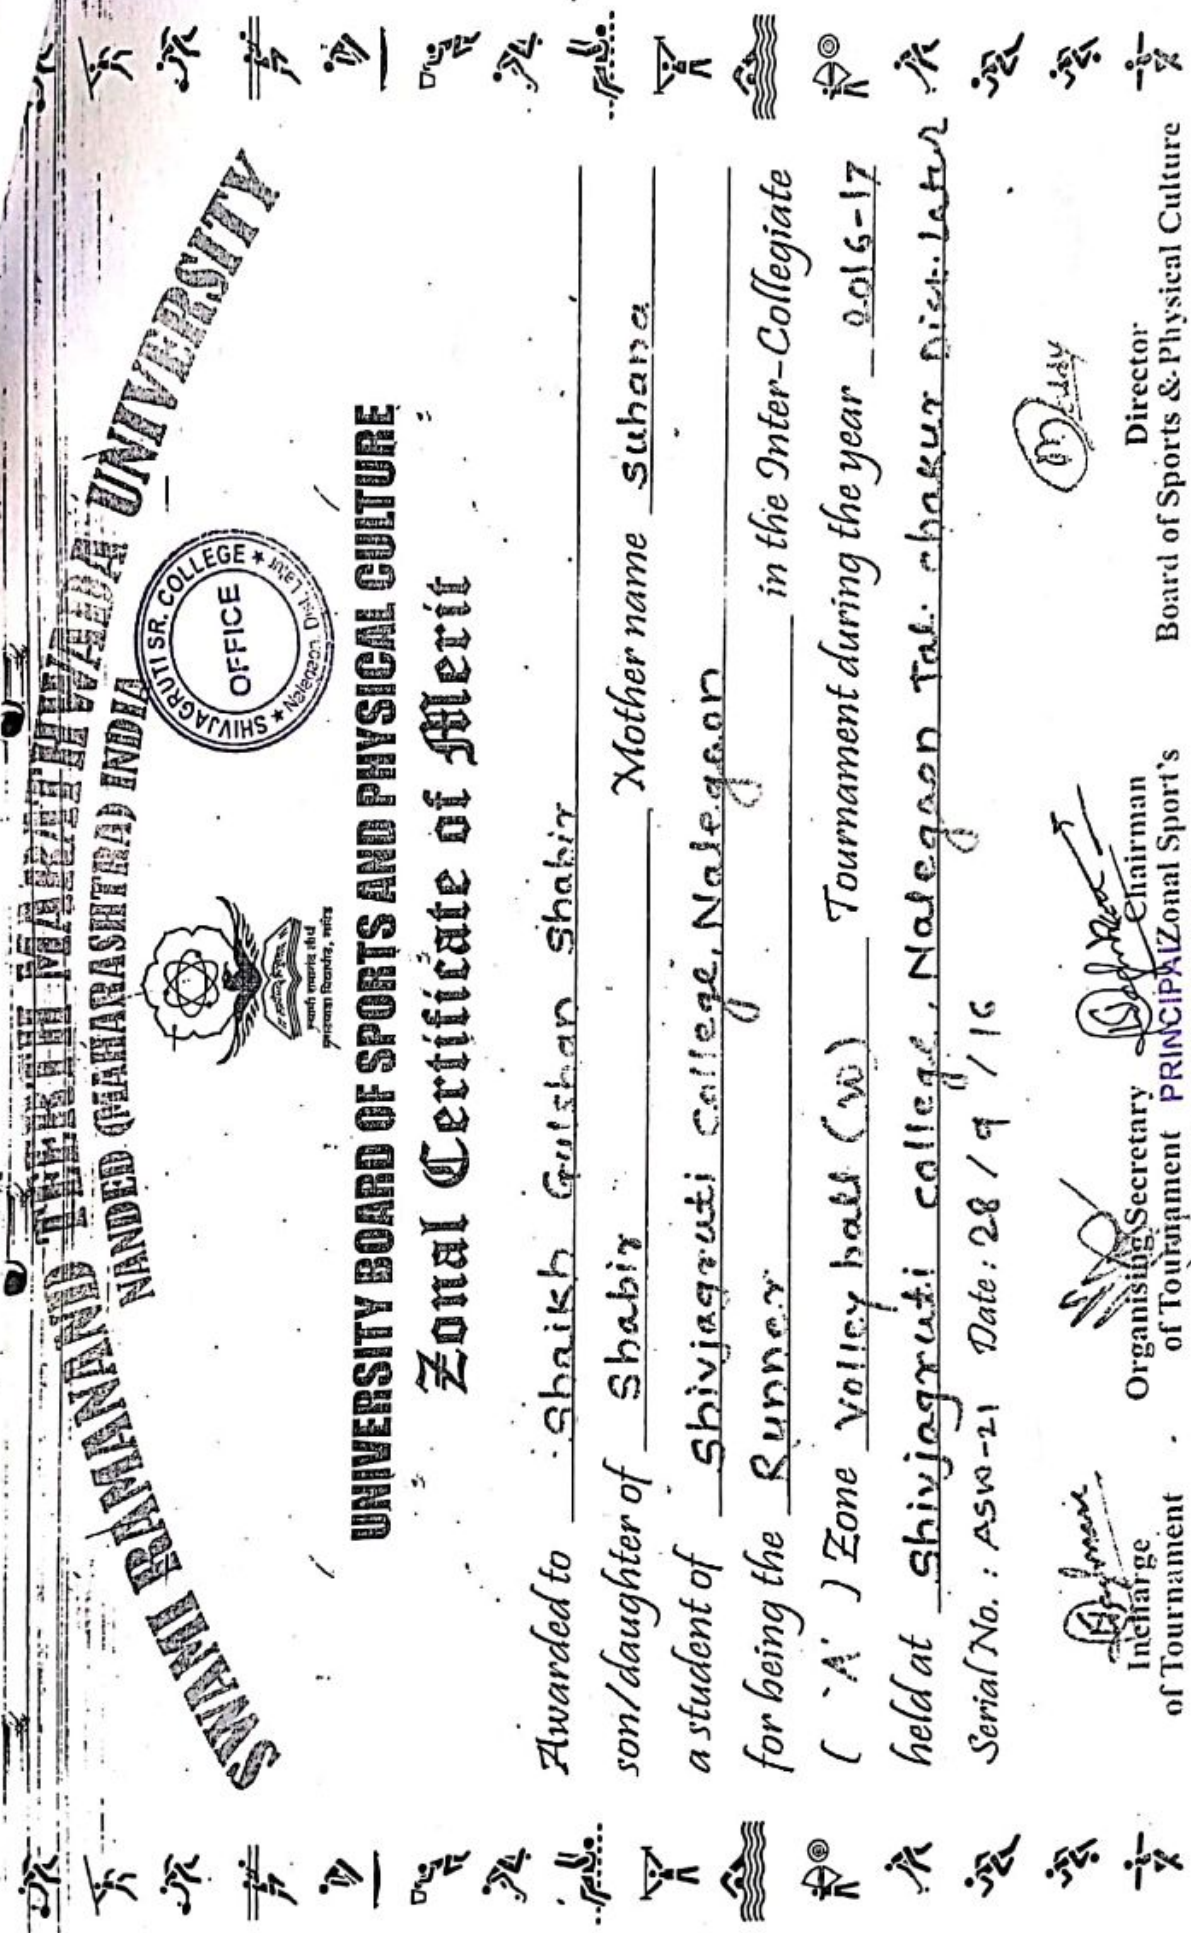 SWAMI RAMANAND TEERTH MARATHWADA UNIVERSITY
NANDED (MAHARASHTRA) INDIA
SHIVJAGRUTI SR. COLLEGE ★ Nalegaon, Dist. Latur ★
OFFICE
UNIVERSITY BOARD OF SPORTS AND PHYSICAL CULTURE
Zonal Certificate of Merit
Awarded to Shaikh Gulshan Shabir
son/daughter of Shabir Mother name Suhana
a student of Shivjagruti College, Nalegaon
for being the Runner in the Inter-Collegiate
( 'A' ) Zone Volley ball (W) Tournament during the year 2016-17
held at Shivjagruti college, Nalegaon Tal. chakur Dist. Latur
Serial No. : ASW-21 Date: 28/9/16
Incharge
of Tournament
Organising Secretary
of Tournament
PRINCIPAL
Chairman
Zonal Sport's
Director
Board of Sports & Physical Culture